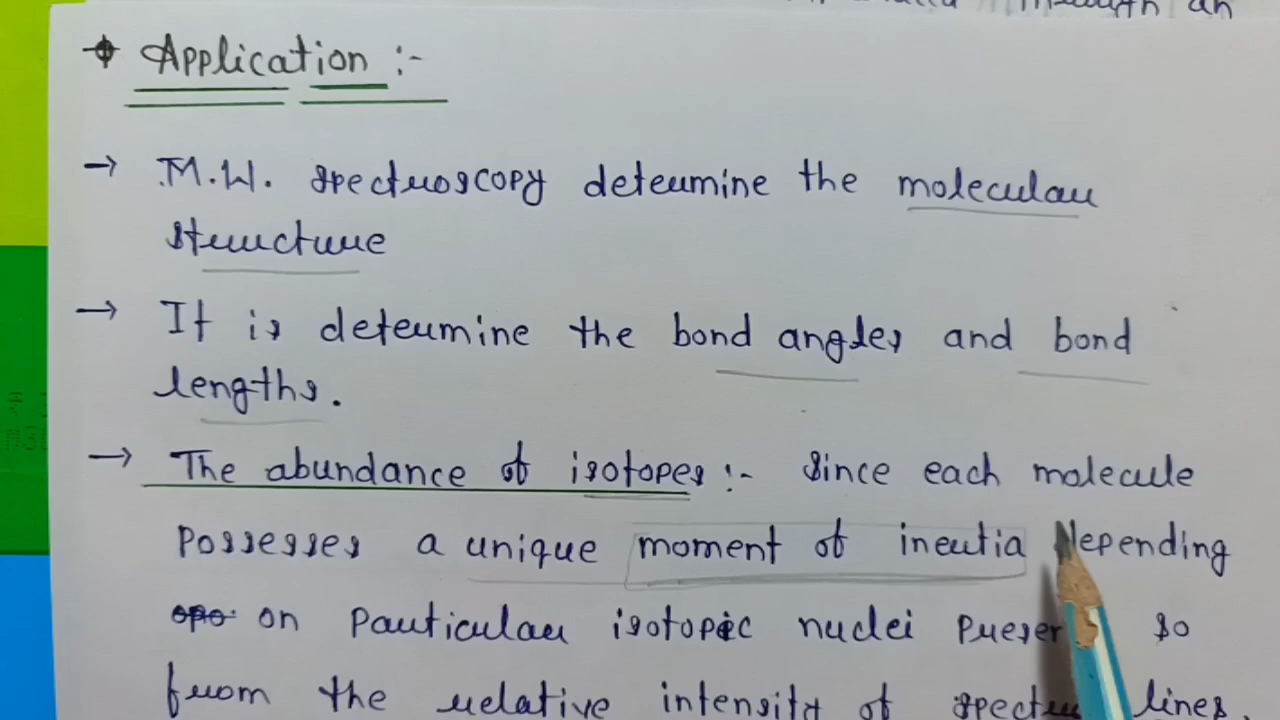 an
Application :-
→ M.W. spectroscopy determine the molecular
structure
→ It is determine the bond angles and bond
lengths.
→ The abundance of isotopes :- Since each molecule
possesses a unique moment of inertia depending
on particular isotopic nuclei so
from the relative intensity of lines.